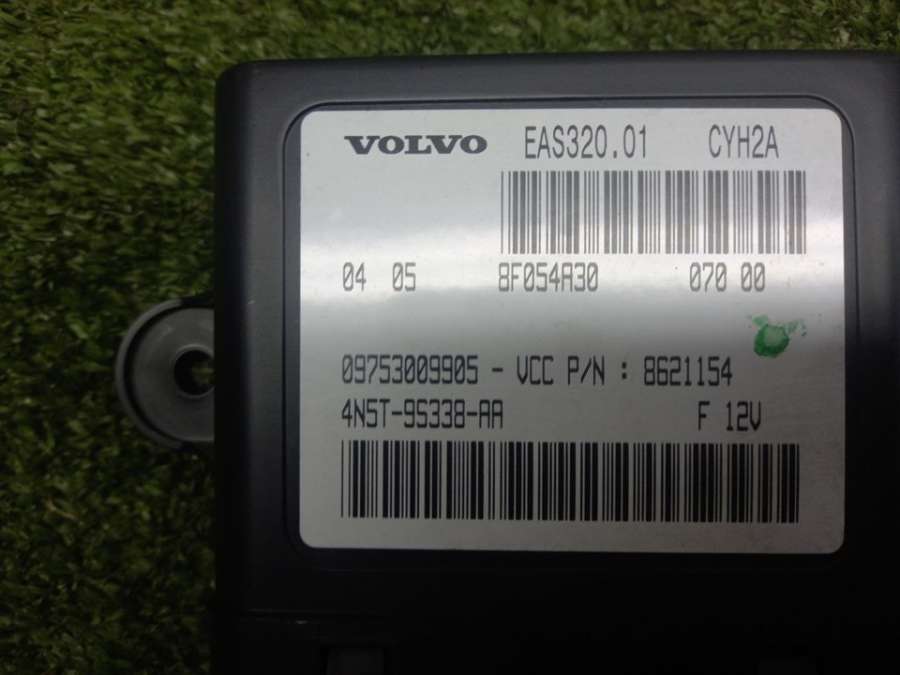 VOLVO EAS320.01 CYH2A
04 05 8F054A30 070 00
09753009905 - VCC P/N : 8621154
4N5T-9S338-AA F 12V